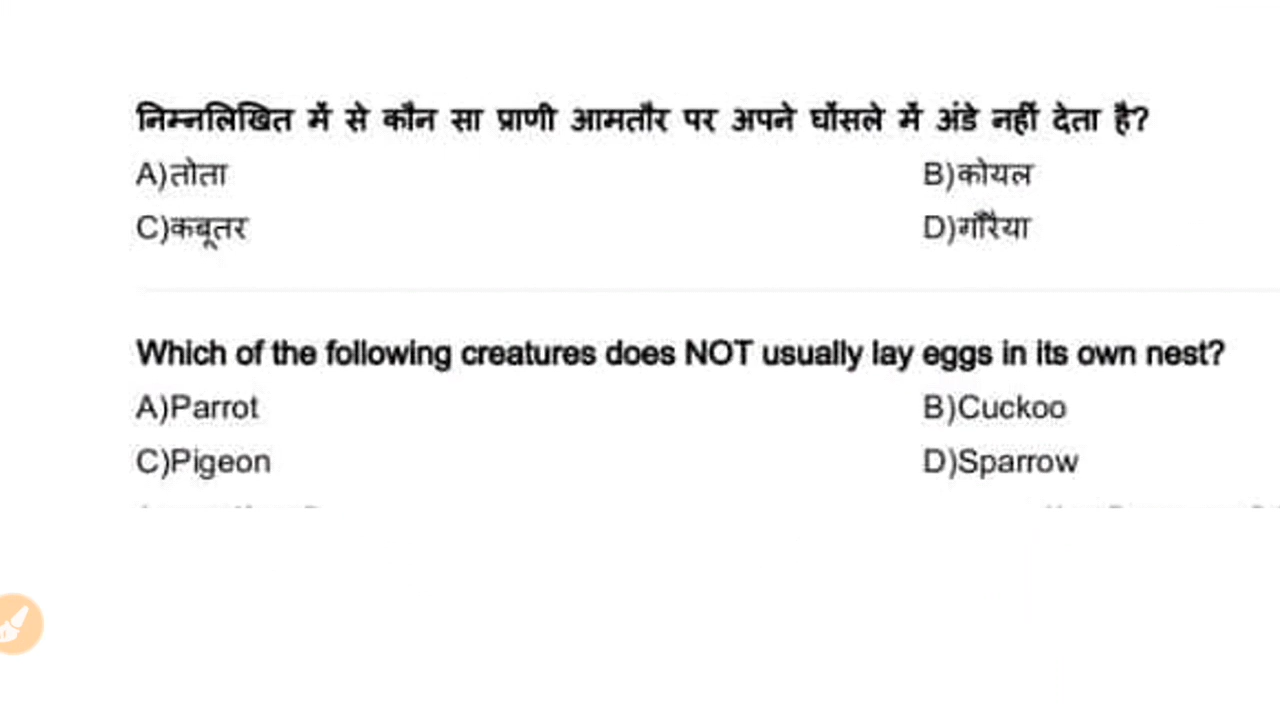 निम्नलिखित में से कौन सा प्राणी आमतौर पर अपने घोंसले में अंडे नहीं देता है?
A)तोता B)कोयल
C)कबूतर D)गौरैया
Which of the following creatures does NOT usually lay eggs in its own nest?
A)Parrot B)Cuckoo
C)Pigeon D)Sparrow